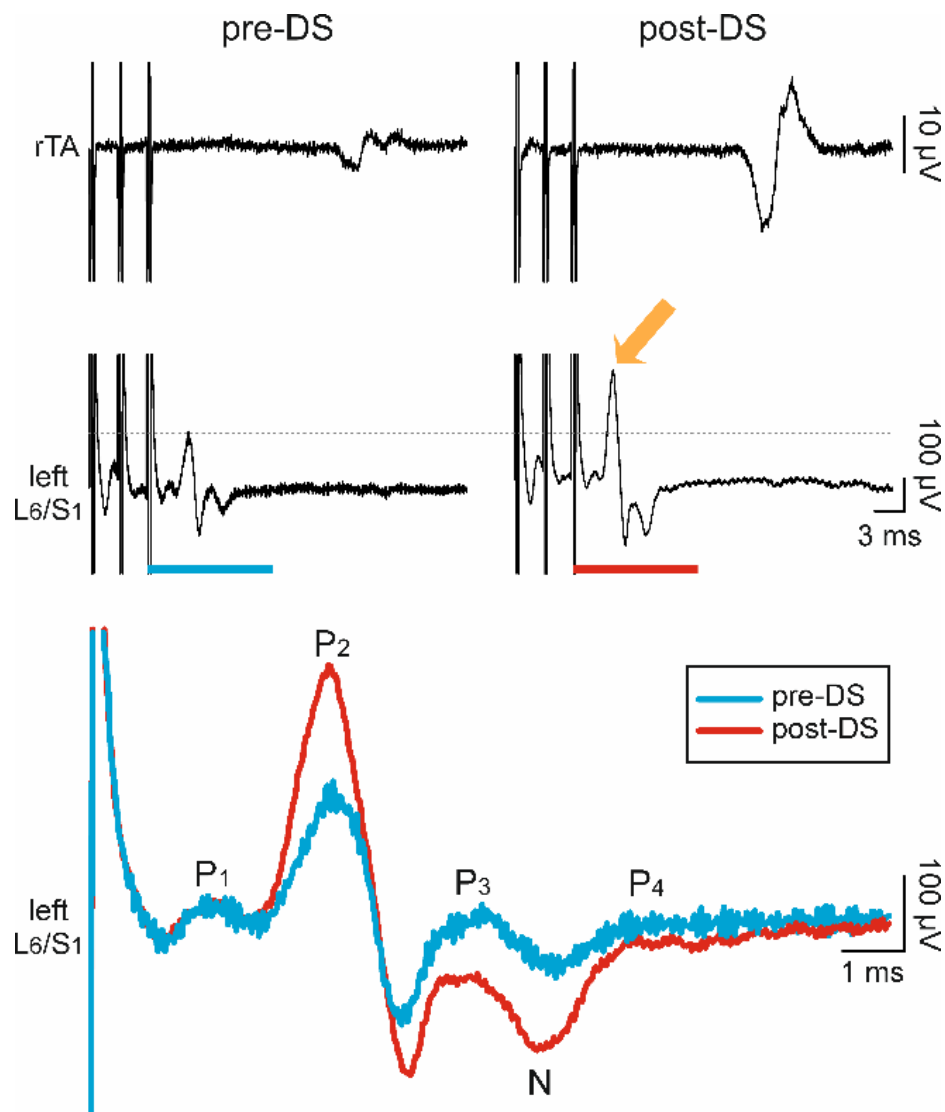 pre-DS post-DS
rTA
10 µV
left
L6/S1
100 µV
3 ms
P1
P2
P3
P4
N
pre-DS
post-DS
left
L6/S1
100 µV
1 ms